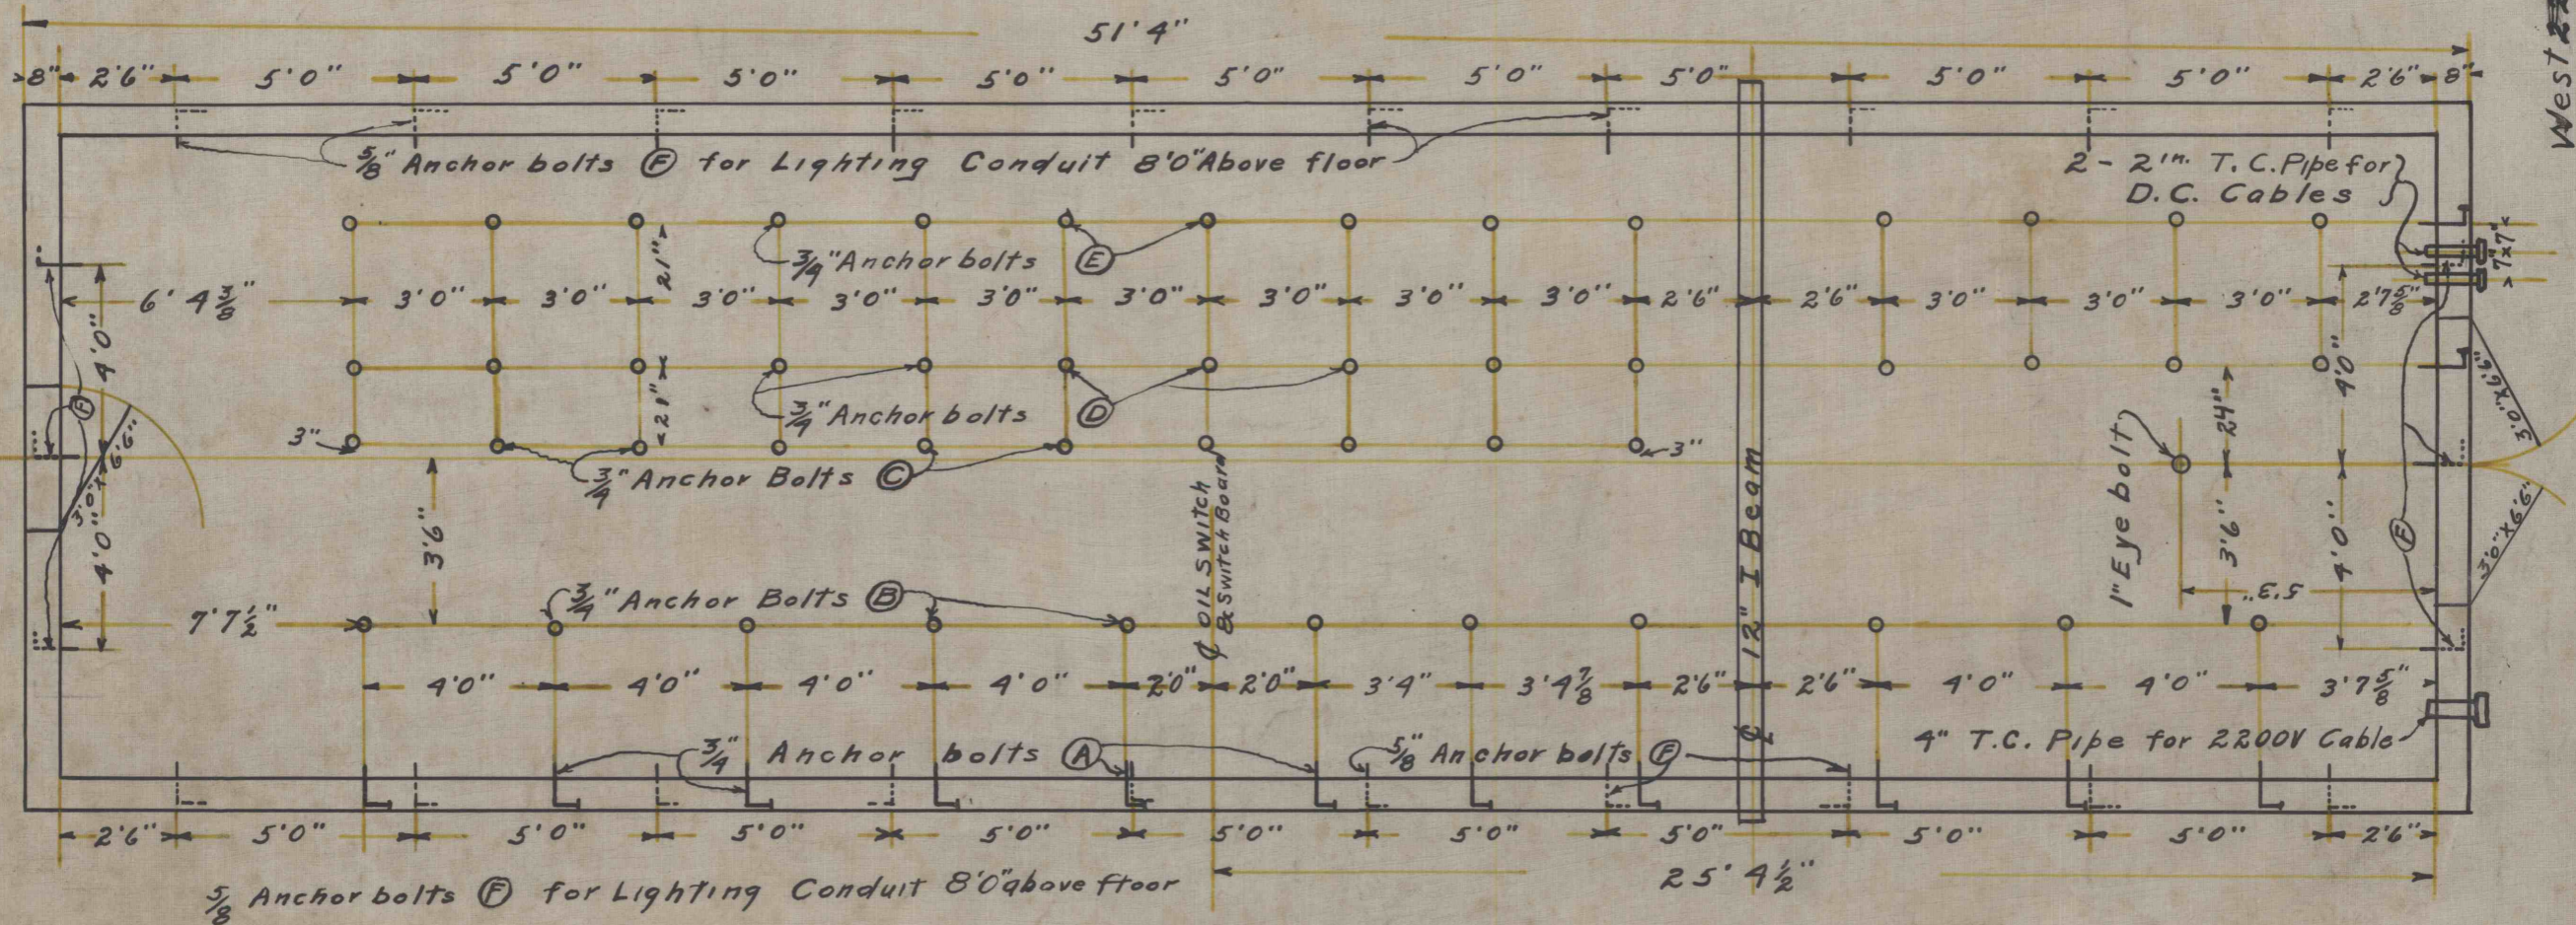 51'4"
8" 2'6" 5'0" 5'0" 5'0" 5'0" 5'0" 5'0" 5'0" 5'0" 5'0" 2'6" 8"
West
5/8" Anchor bolts Ⓕ for Lighting Conduit 8'0" Above floor
2 - 2 in. T.C. Pipe for
D.C. Cables
3/4" Anchor bolts Ⓔ
21"
7" x 7"
6' 4 3/8" 3'0" 3'0" 3'0" 3'0" 3'0" 3'0" 3'0" 3'0" 3'0" 2'6" 2'6" 3'0" 3'0" 3'0" 2'7 5/8"
4'0"
4'0"
3'0" x 6'6"
21"
3/4" Anchor bolts Ⓓ
24"
Ⓕ
3"
3"
3/4" Anchor Bolts Ⓒ
1" Eye bolt
3'0" x 6'6"
4'0"
3'6"
OIL SWITCH
& Switch Board
℄ 12" I Beam
3'6"
4'0"
Ⓕ
3'0" x 6'6"
3/4" Anchor Bolts Ⓑ
5'3"
7'7 1/2"
℄
4'0" 4'0" 4'0" 4'0" 2'0" 2'0" 3'4" 3'4 7/8" 2'6" 2'6" 4'0" 4'0" 3'7 5/8"
3/4" Anchor bolts Ⓐ
5/8" Anchor bolts Ⓕ
4" T.C. Pipe for 2200V Cable
2'6" 5'0" 5'0" 5'0" 5'0" 5'0" 5'0" 5'0" 5'0" 5'0" 2'6"
25' 4 1/2"
5/8 Anchor bolts Ⓕ for Lighting Conduit 8'0" above floor